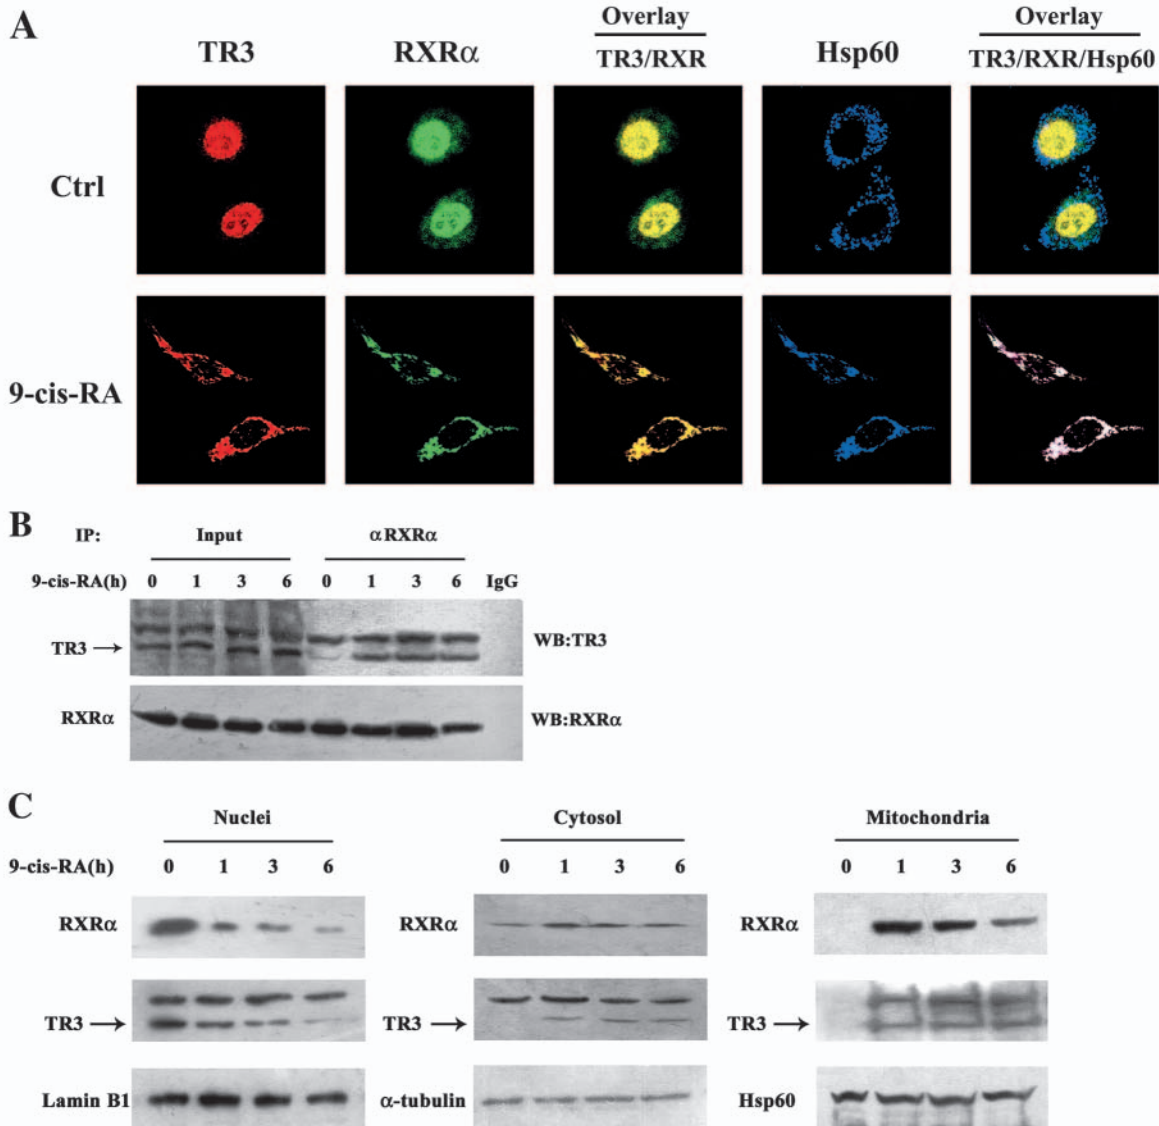 A
TR3
RXRα
Overlay
TR3/RXR
Hsp60
Overlay
TR3/RXR/Hsp60
Ctrl
9-cis-RA
B
IP:
Input
αRXRα
9-cis-RA(h)
0 1 3 6 0 1 3 6 IgG
TR3
WB:TR3
RXRα
WB:RXRα
C
Nuclei
Cytosol
Mitochondria
9-cis-RA(h)
0 1 3 6
0 1 3 6
0 1 3 6
RXRα
RXRα
RXRα
TR3
TR3
TR3
Lamin B1
α-tubulin
Hsp60